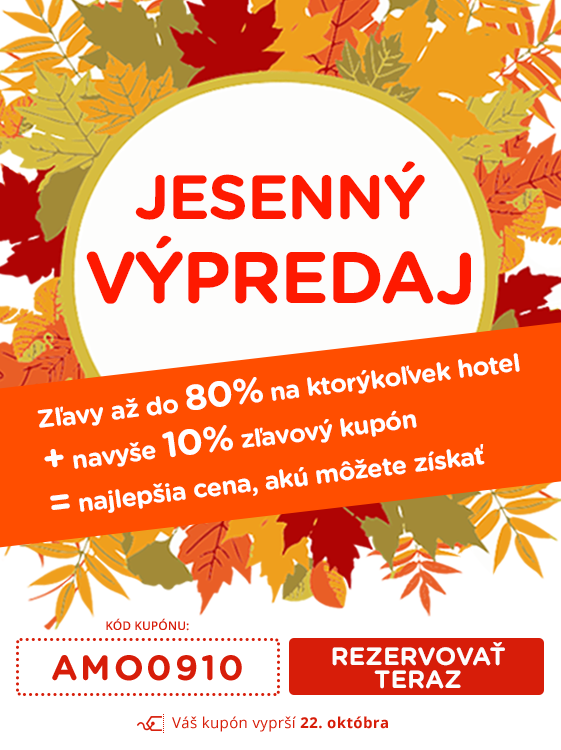 JESENNÝ
VÝPREDAJ
Zľavy až do 80% na ktorýkoľvek hotel
+ navyše 10% zľavový kupón
= najlepšia cena, akú môžete získať
KÓD KUPÓNU:
AMO0910
REZERVOVAŤ
TERAZ
Váš kupón vyprší 22. októbra